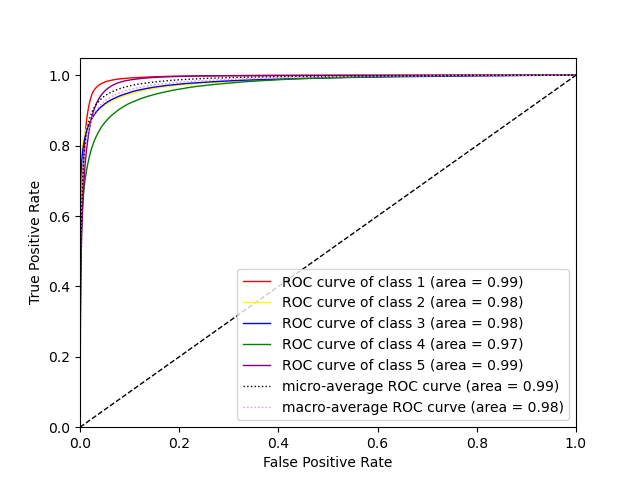 1.0
0.8
0.6
0.4
0.2
0.0
True Positive Rate
ROC curve of class 1 (area = 0.99)
ROC curve of class 2 (area = 0.98)
ROC curve of class 3 (area = 0.98)
ROC curve of class 4 (area = 0.97)
ROC curve of class 5 (area = 0.99)
micro-average ROC curve (area = 0.99)
macro-average ROC curve (area = 0.98)
0.0 0.2 0.4 0.6 0.8 1.0
False Positive Rate